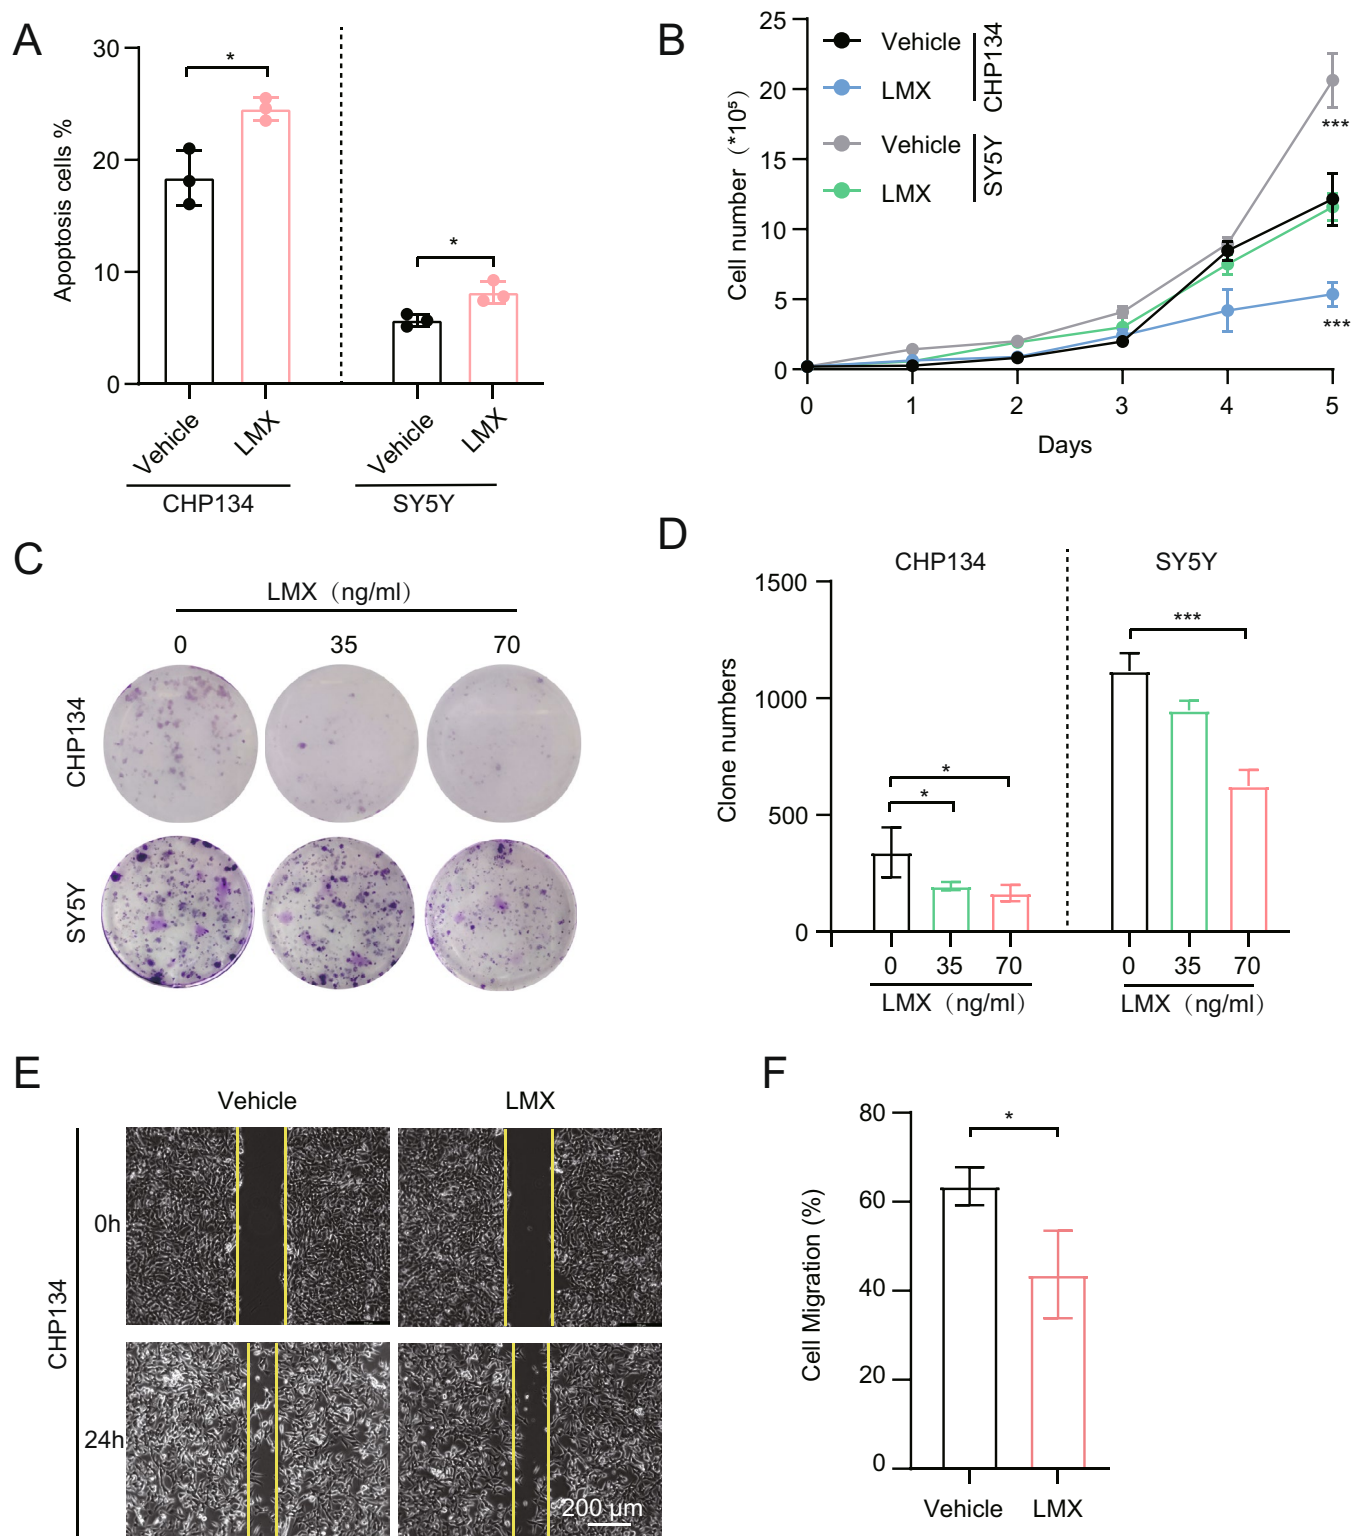 A
30
20
10
0
Apoptosis cells %
*
*
Vehicle
LMX
Vehicle
LMX
CHP134
SY5Y
B
25
20
15
10
5
0
Cell number (*10⁵)
Vehicle
LMX
CHP134
Vehicle
LMX
SY5Y
***
***
0 1 2 3 4 5
Days
C
LMX (ng/ml)
0 35 70
CHP134
SY5Y
D
CHP134 SY5Y
1500
1000
500
0
Clone numbers
*
*
***
0 35 70 0 35 70
LMX (ng/ml) LMX (ng/ml)
E
Vehicle LMX
0h
24h
CHP134
200 μm
F
80
60
40
20
0
Cell Migration (%)
*
Vehicle LMX